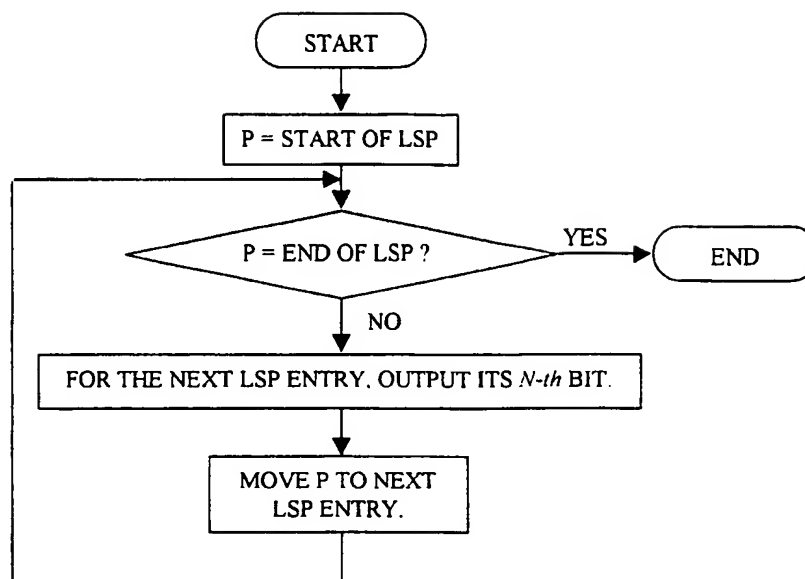 START
P = START OF LSP
P = END OF LSP ?
YES
END
NO
FOR THE NEXT LSP ENTRY, OUTPUT ITS N-th BIT.
MOVE P TO NEXT
LSP ENTRY.